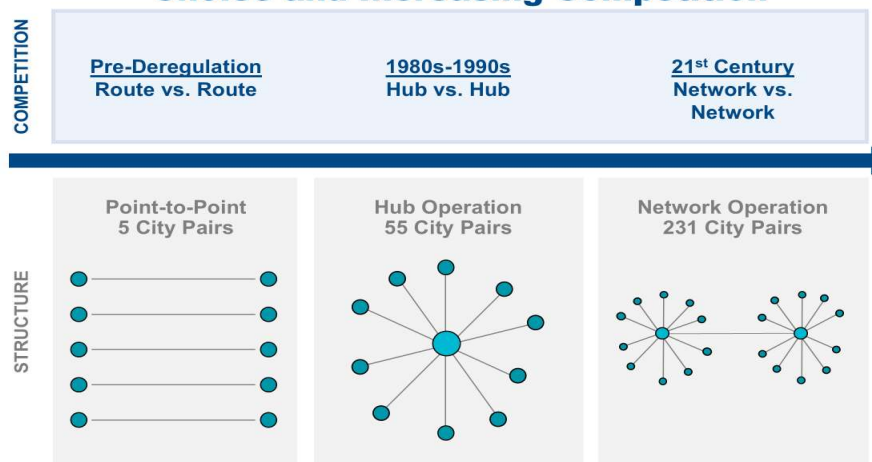 COMPETITION
Pre-Deregulation
Route vs. Route
1980s-1990s
Hub vs. Hub
21st Century
Network vs.
Network
STRUCTURE
Point-to-Point
5 City Pairs
Hub Operation
55 City Pairs
Network Operation
231 City Pairs